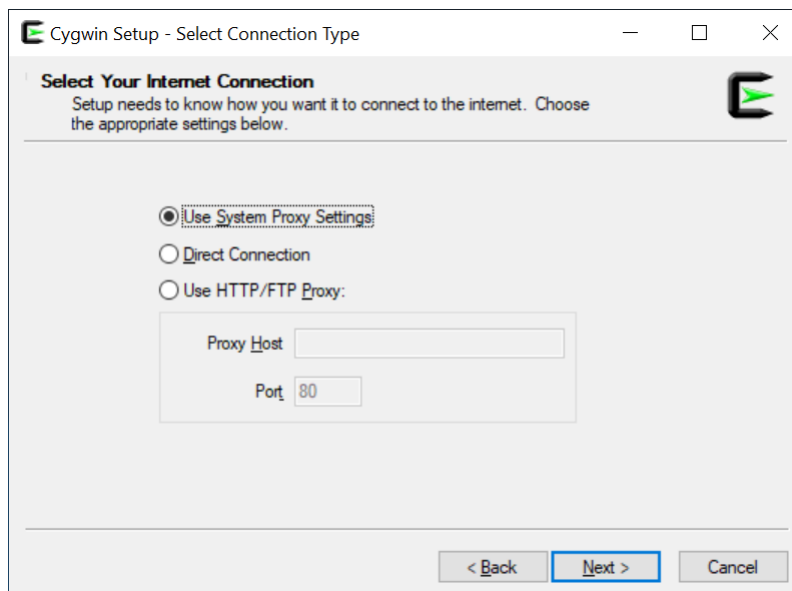 Cygwin Setup - Select Connection Type
Select Your Internet Connection
Setup needs to know how you want it to connect to the internet. Choose
the appropriate settings below.
Use System Proxy Settings
Direct Connection
Use HTTP/FTP Proxy:
Proxy Host
Port 80
< Back Next > Cancel